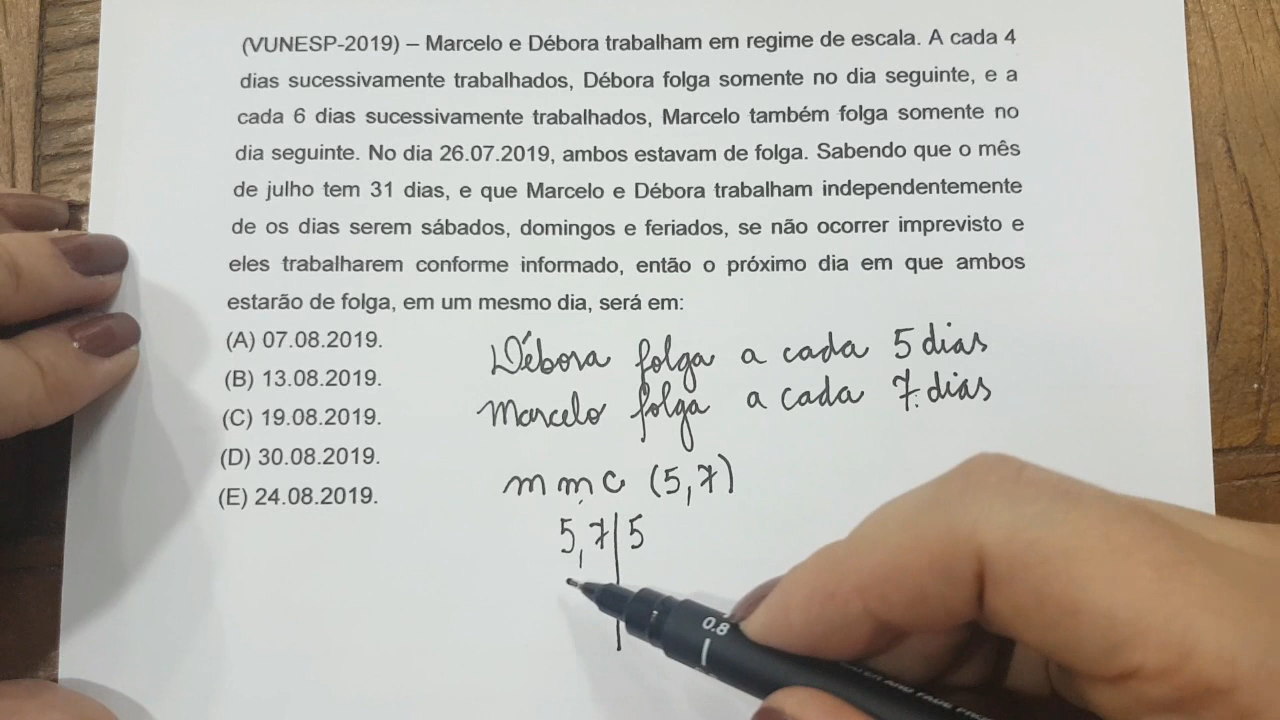 (VUNESP-2019) – Marcelo e Débora trabalham em regime de escala. A cada 4
dias sucessivamente trabalhados, Débora folga somente no dia seguinte, e a
cada 6 dias sucessivamente trabalhados, Marcelo também folga somente no
dia seguinte. No dia 26.07.2019, ambos estavam de folga. Sabendo que o mês
de julho tem 31 dias, e que Marcelo e Débora trabalham independentemente
de os dias serem sábados, domingos e feriados, se não ocorrer imprevisto e
eles trabalharem conforme informado, então o próximo dia em que ambos
estarão de folga, em um mesmo dia, será em:
(A) 07.08.2019.
(B) 13.08.2019.
(C) 19.08.2019.
(D) 30.08.2019.
(E) 24.08.2019.
Débora folga a cada 5 dias
Marcelo folga a cada 7 dias
mmc (5,7)
5,7|5
0.8